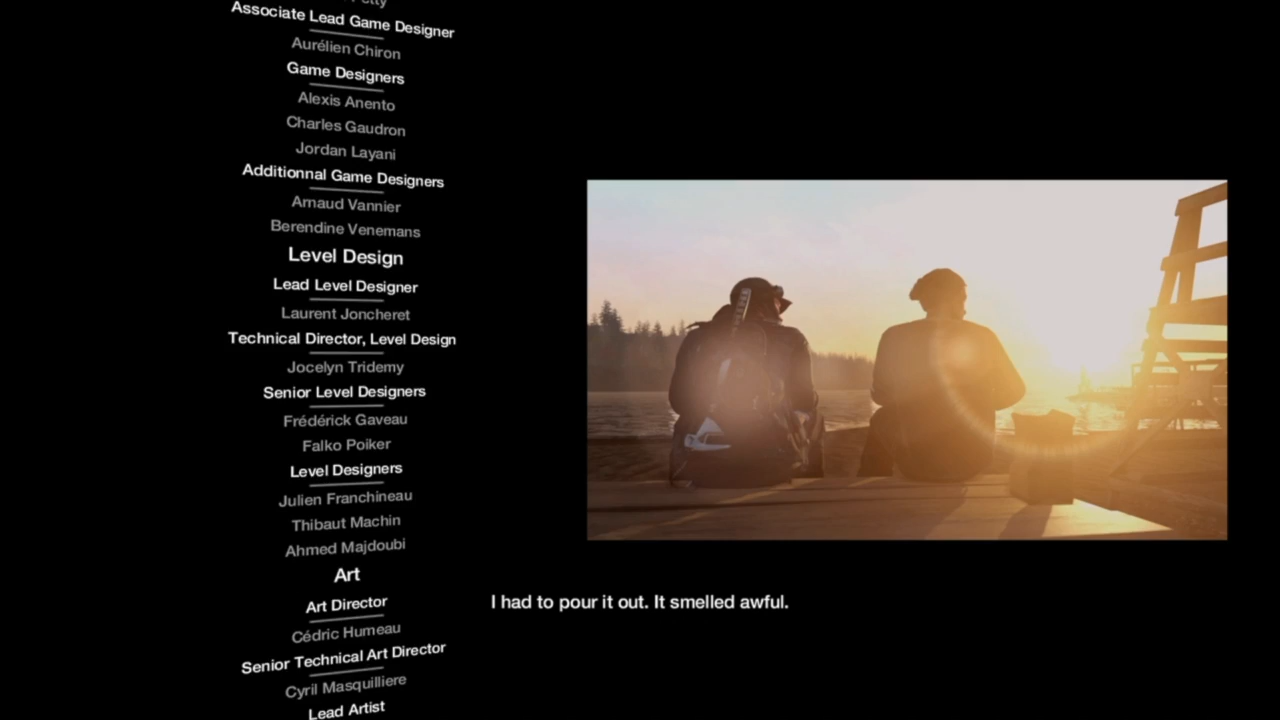 Associate Lead Game Designer
Aurélien Chiron
Game Designers
Alexis Anento
Charles Gaudron
Jordan Layani
Additionnal Game Designers
Arnaud Vannier
Berendine Venemans
Level Design
Lead Level Designer
Laurent Joncheret
Technical Director, Level Design
Jocelyn Tridemy
Senior Level Designers
Frédérick Gaveau
Falko Poiker
Level Designers
Julien Franchineau
Thibaut Machin
Ahmed Majdoubi
Art
Art Director
Cédric Humeau
Senior Technical Art Director
Cyril Masquilliere
Lead Artist
I had to pour it out. It smelled awful.